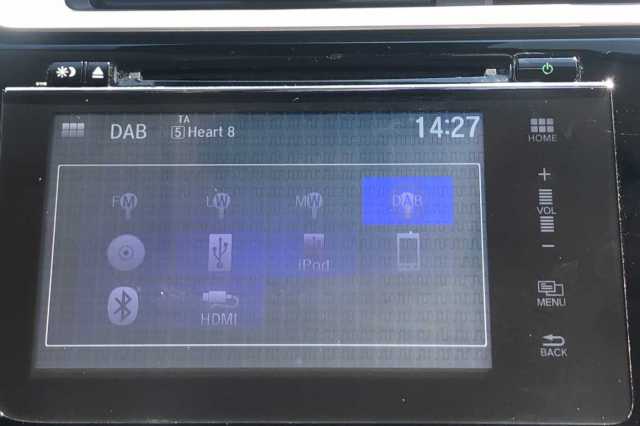 DAB
TA
5 Heart 8
14:27
FM
LW
MW
DAB
iPod
HDMI
HOME
+
VOL
−
MENU
BACK